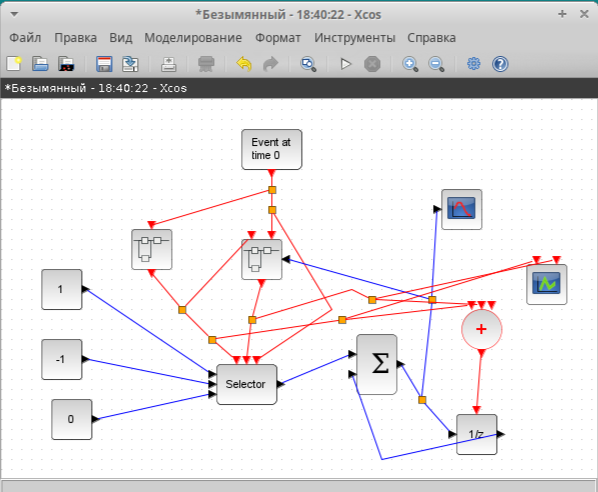 *Безымянный - 18:40:22 - Xcos
Файл Правка Вид Моделирование Формат Инструменты Справка
*Безымянный - 18:40:22 - Xcos
Event at
time 0
1
-1
0
Selector
Σ
+
1/z